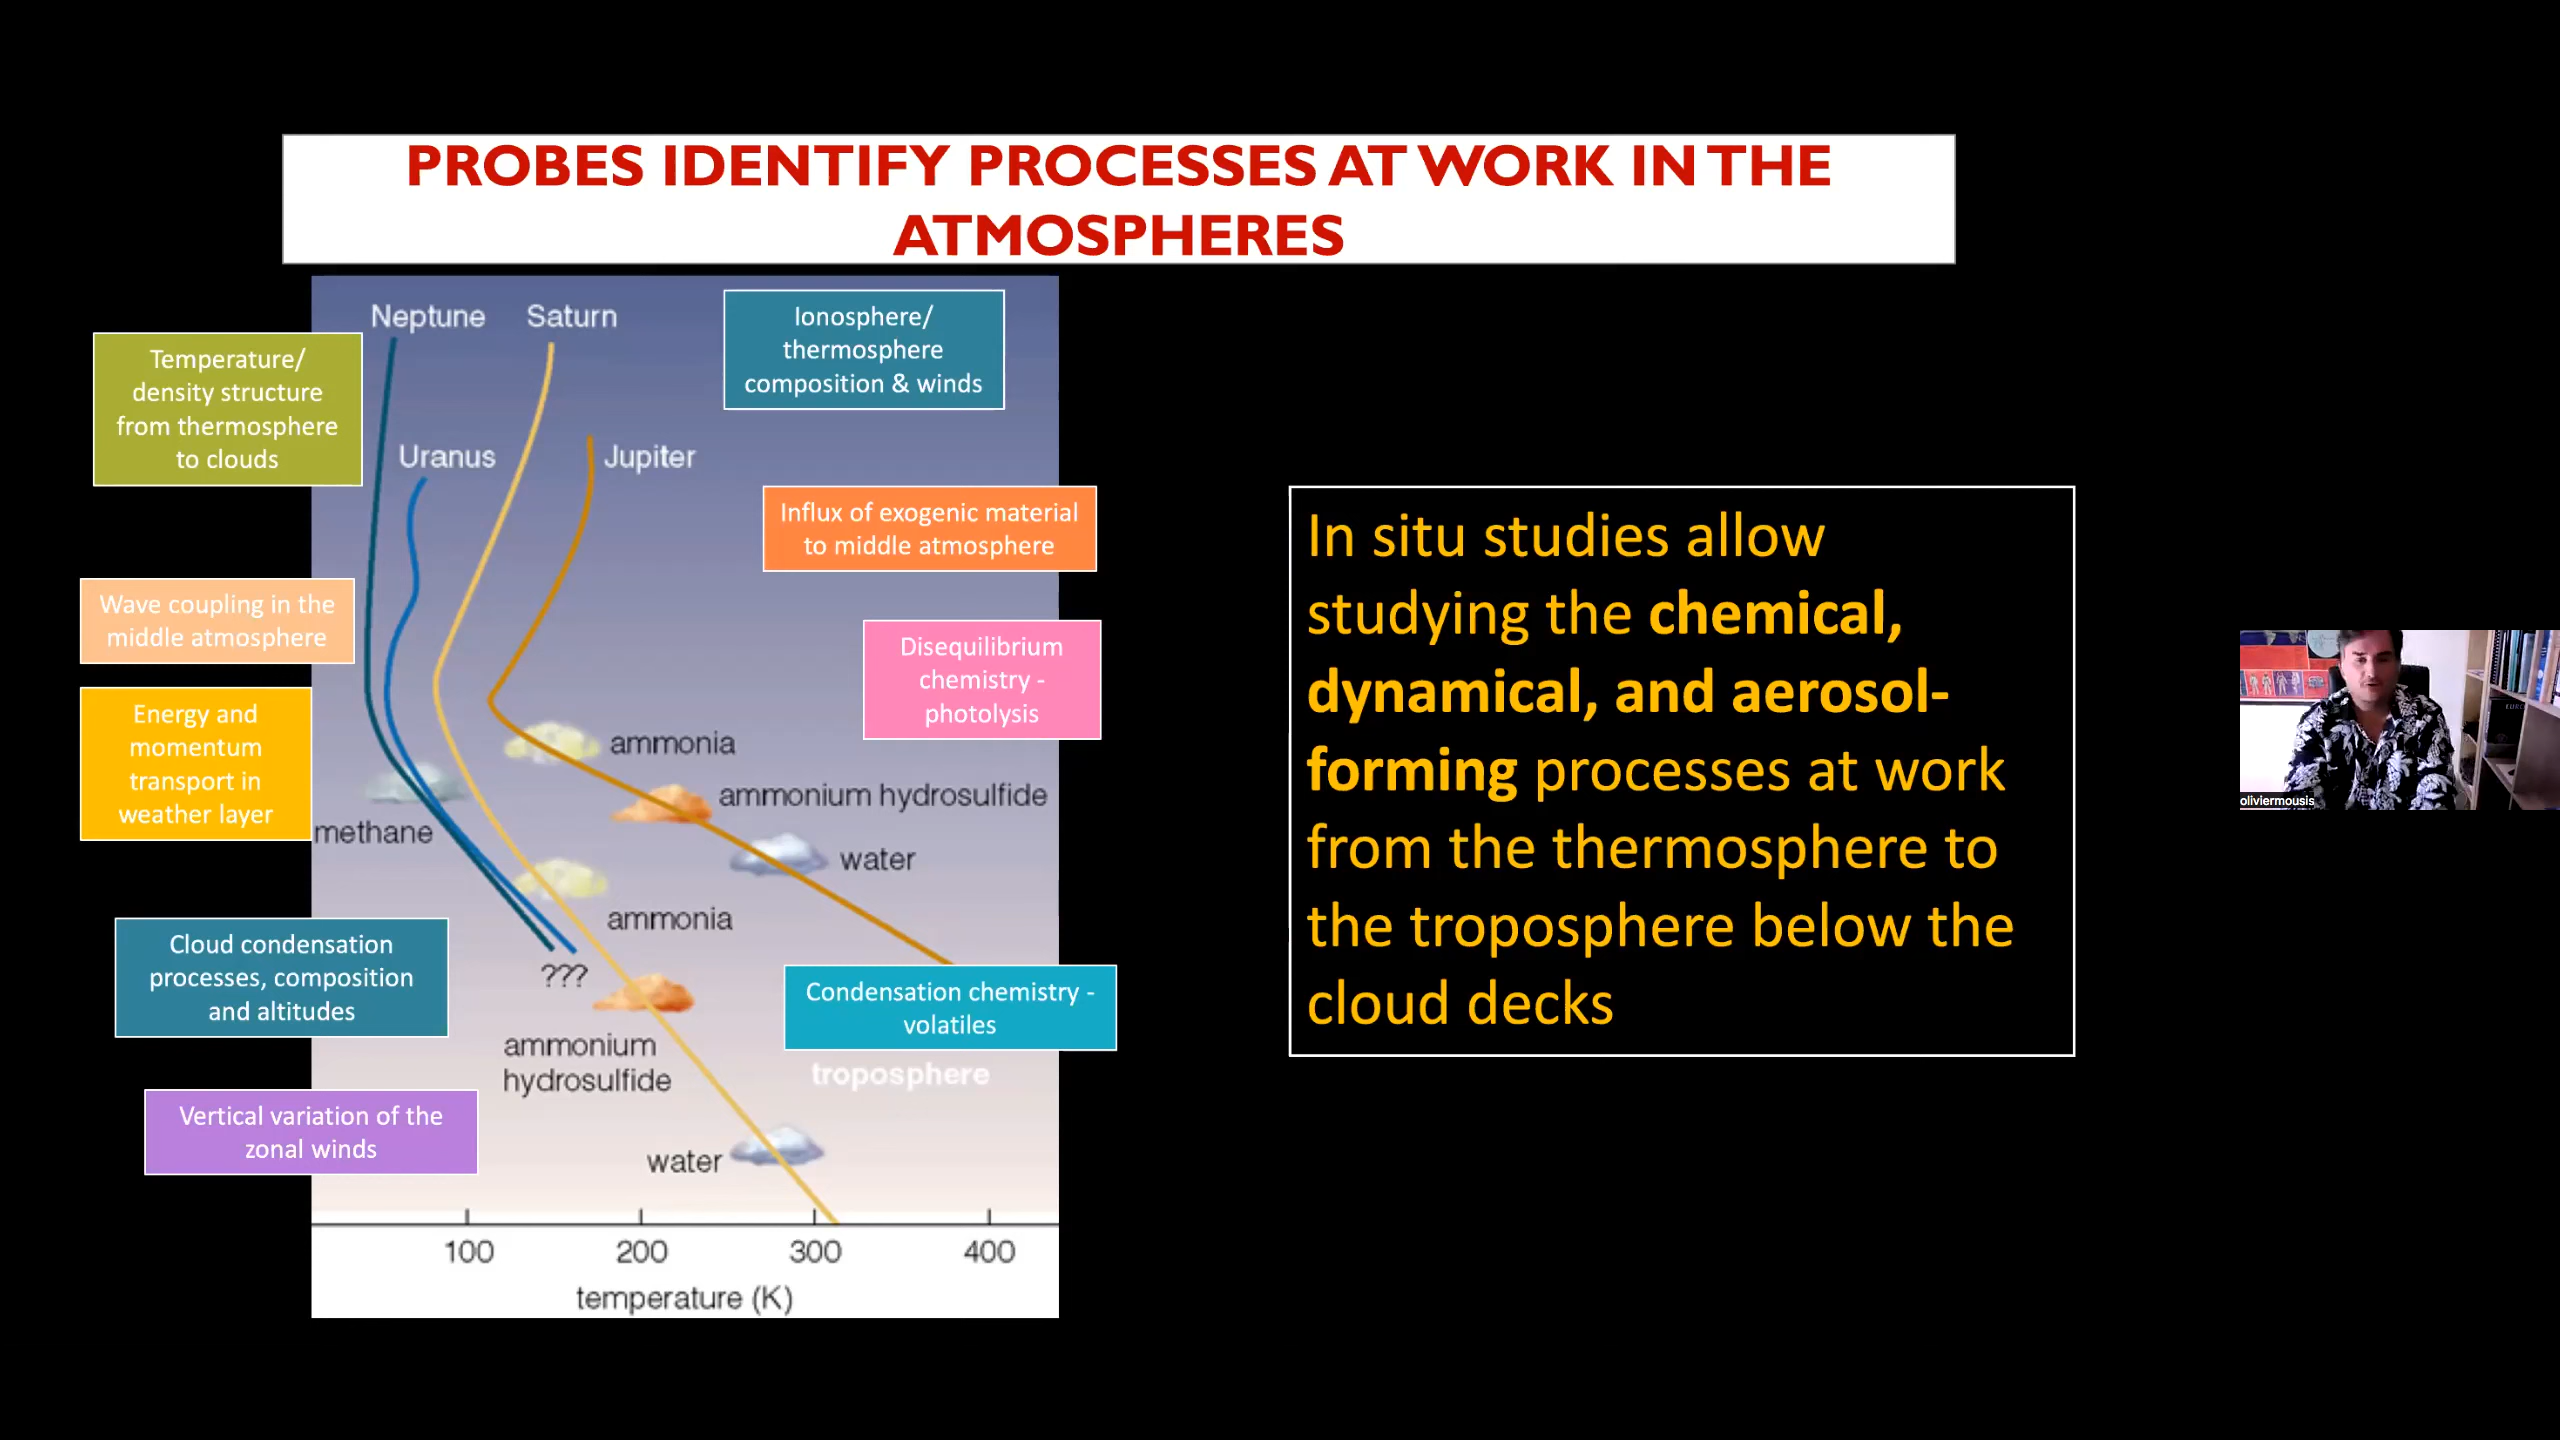 PROBES IDENTIFY PROCESSES AT WORK IN THE
ATMOSPHERES
Neptune
Saturn
Ionosphere/
thermosphere
composition & winds
Temperature/
density structure
from thermosphere
to clouds
Uranus
Jupiter
Influx of exogenic material
to middle atmosphere
Wave coupling in the
middle atmosphere
Disequilibrium
chemistry -
photolysis
Energy and
momentum
transport in
weather layer
ammonia
ammonium hydrosulfide
methane
water
ammonia
Cloud condensation
processes, composition
and altitudes
???
Condensation chemistry -
volatiles
ammonium
hydrosulfide
troposphere
Vertical variation of the
zonal winds
water
100
200
300
400
temperature (K)
In situ studies allow
studying the chemical,
dynamical, and aerosol-
forming processes at work
from the thermosphere to
the troposphere below the
cloud decks
oliviermousis